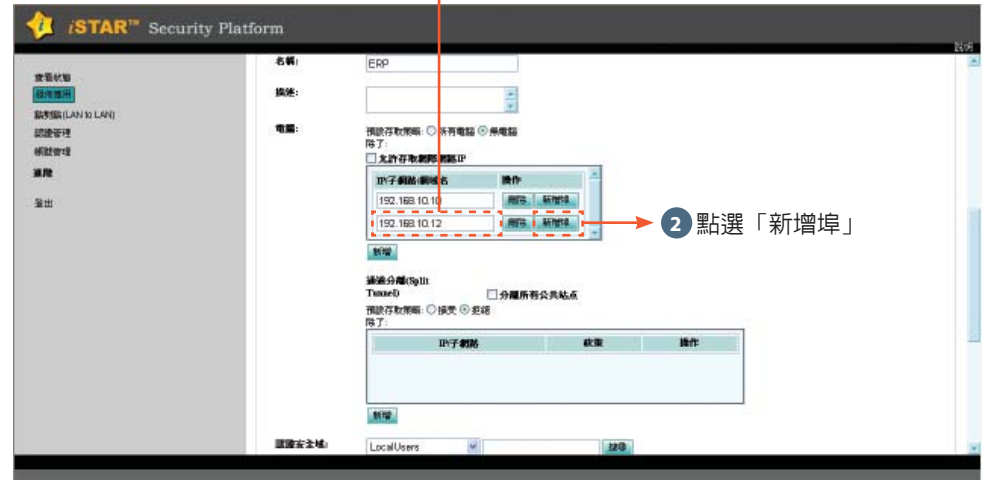 iSTAR™ Security Platform
說明
查看狀態
發佈應用
點對點(LAN to LAN)
認證管理
帳號管理
進階
登出
名稱:
ERP
描述:
電腦:
預設存取策略: 所有電腦 無電腦
除了:
允許存取網際網路IP
IP/子網路/網域名 操作
192.168.10.10 刪除 新增埠
192.168.10.12 刪除 新增埠
2 點選「新增埠」
新增
通道分離(Split
Tunnel)
分離所有公共站点
預設存取策略: 接受 拒絕
除了:
IP/子網路 政策 操作
新增
認證安全域:
LocalUsers 搜尋